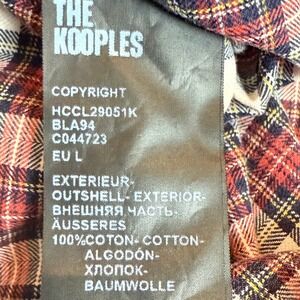 THE
KOOPLES
COPYRIGHT
HCCL29051K
BLA94
C044723
EU L
EXTERIEUR-
OUTSHELL- EXTERIOR-
ВНЕШНЯЯ ЧАСТЬ-
ÄUSSERES
100%COTON- COTTON-
ALGODÓN-
ХЛОПОК-
BAUMWOLLE